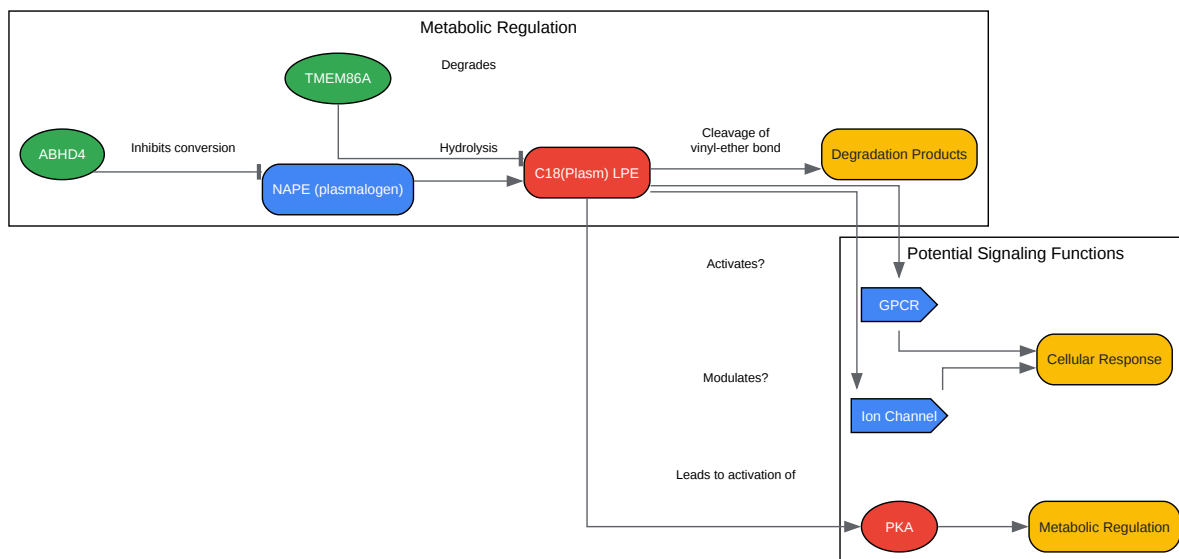 Metabolic Regulation
TMEM86A
Degrades
ABHD4
Inhibits conversion
Hydrolysis
Cleavage of
vinyl-ether bond
Degradation Products
NAPE (plasmalogen)
C18(Plasm) LPE
Potential Signaling Functions
Activates?
GPCR
Cellular Response
Modulates?
Ion Channel
Leads to activation of
PKA
Metabolic Regulation